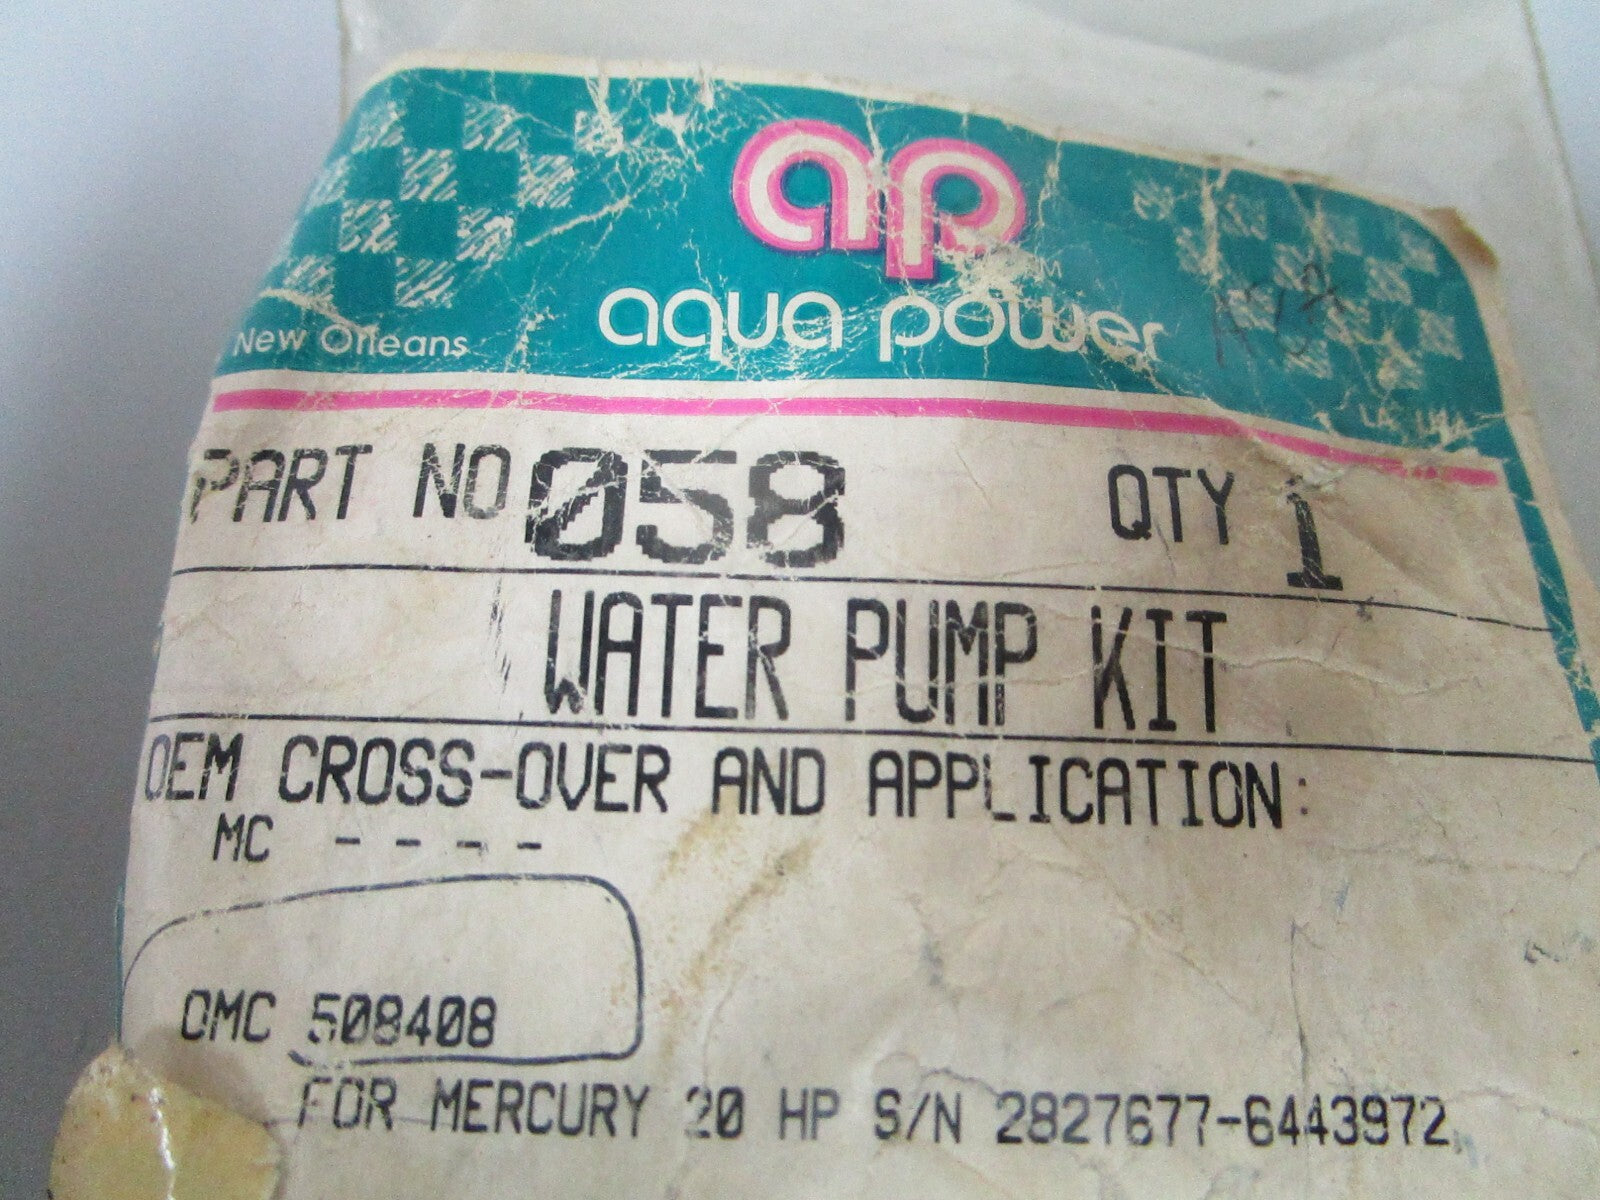 ap
aqua power
New Orleans
PART NO 058 QTY 1
WATER PUMP KIT
OEM CROSS-OVER AND APPLICATION:
MC - - - -
OMC 508408
FOR MERCURY 20 HP S/N 2827677-6443972